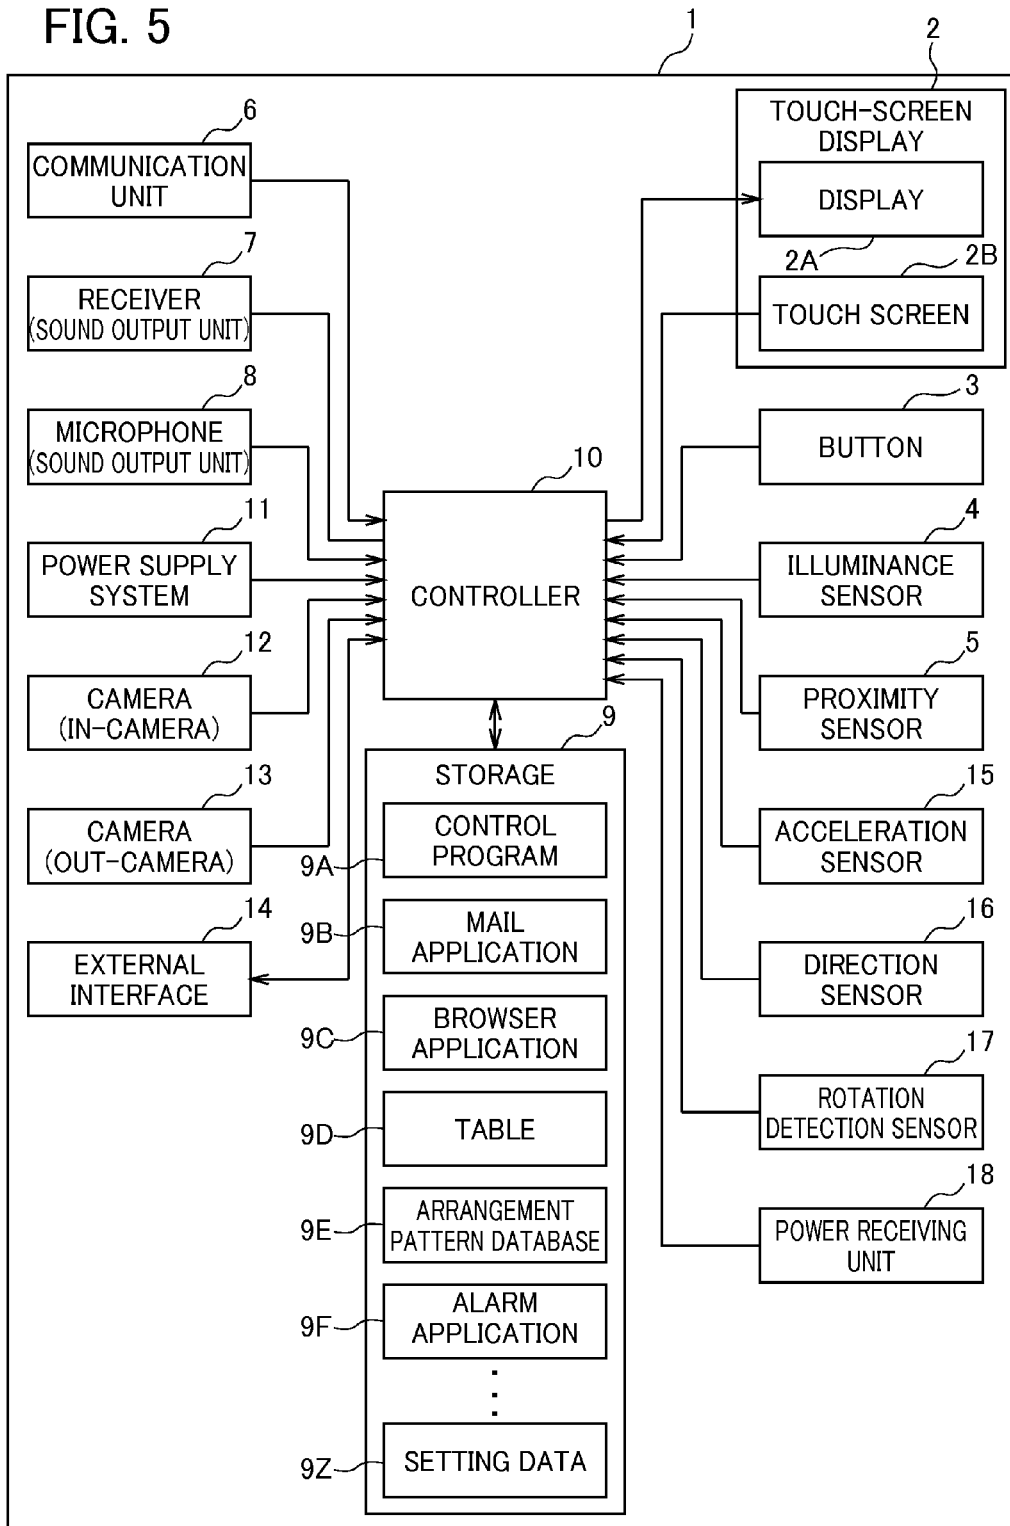 FIG. 5
1
2
TOUCH-SCREEN
DISPLAY
DISPLAY
2A
2B
TOUCH SCREEN
6
COMMUNICATION
UNIT
7
RECEIVER
(SOUND OUTPUT UNIT)
8
MICROPHONE
(SOUND OUTPUT UNIT)
11
POWER SUPPLY
SYSTEM
12
CAMERA
(IN-CAMERA)
13
CAMERA
(OUT-CAMERA)
14
EXTERNAL
INTERFACE
10
CONTROLLER
9
STORAGE
CONTROL
PROGRAM
9A
MAIL
APPLICATION
9B
BROWSER
APPLICATION
9C
TABLE
9D
ARRANGEMENT
PATTERN DATABASE
9E
ALARM
APPLICATION
9F
SETTING DATA
9Z
3
BUTTON
4
ILLUMINANCE
SENSOR
5
PROXIMITY
SENSOR
15
ACCELERATION
SENSOR
16
DIRECTION
SENSOR
17
ROTATION
DETECTION SENSOR
18
POWER RECEIVING
UNIT